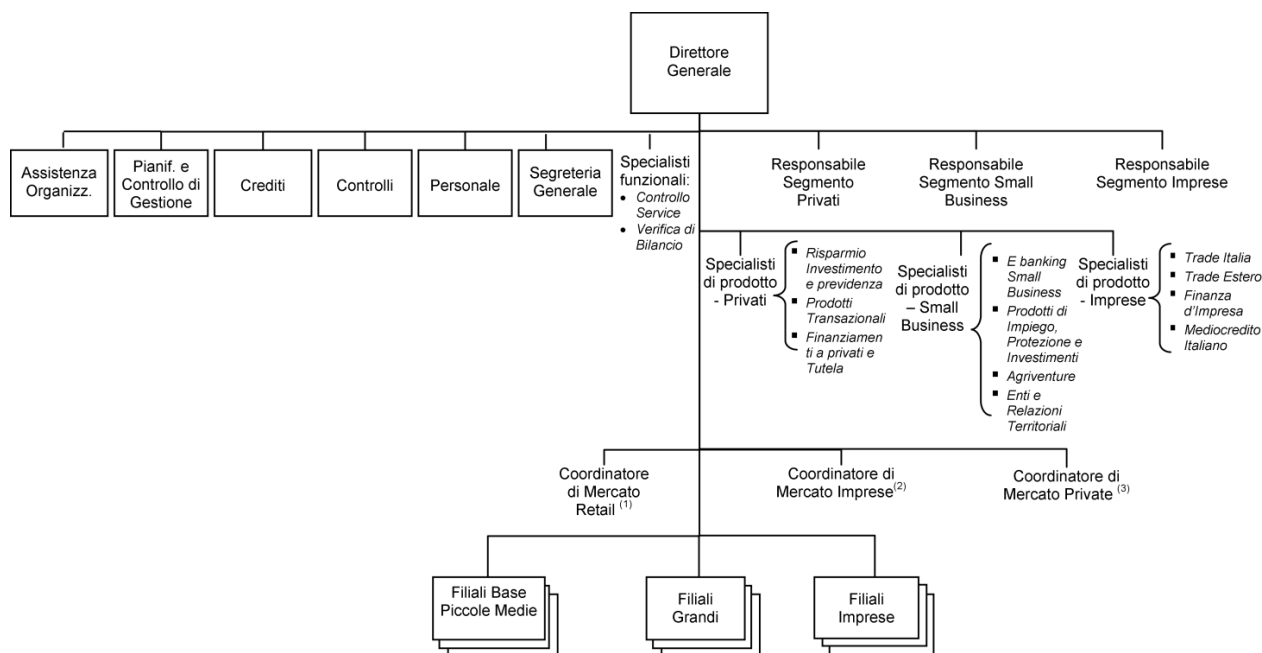 Direttore
Generale
Assistenza
Organizz.
Pianif. e
Controllo di
Gestione
Crediti
Controlli
Personale
Segreteria
Generale
Specialisti
funzionali:
• Controllo
Service
• Verifica di
Bilancio
Responsabile
Segmento
Privati
Responsabile
Segmento Small
Business
Responsabile
Segmento Imprese
Specialisti
di prodotto
- Privati
▪ Risparmio
Investimento
e previdenza
▪ Prodotti
Transazionali
▪ Finanziamen
ti a privati e
Tutela
Specialisti
di prodotto
– Small
Business
▪ E banking
Small
Business
▪ Prodotti di
Impiego,
Protezione e
Investimenti
▪ Agriventure
▪ Enti e
Relazioni
Territoriali
Specialisti
di prodotto
- Imprese
▪ Trade Italia
▪ Trade Estero
▪ Finanza
d'Impresa
▪ Mediocredito
Italiano
Coordinatore
di Mercato
Retail (1)
Coordinatore di
Mercato Imprese(2)
Coordinatore di
Mercato Private (3)
Filiali Base
Piccole Medie
Filiali
Grandi
Filiali
Imprese